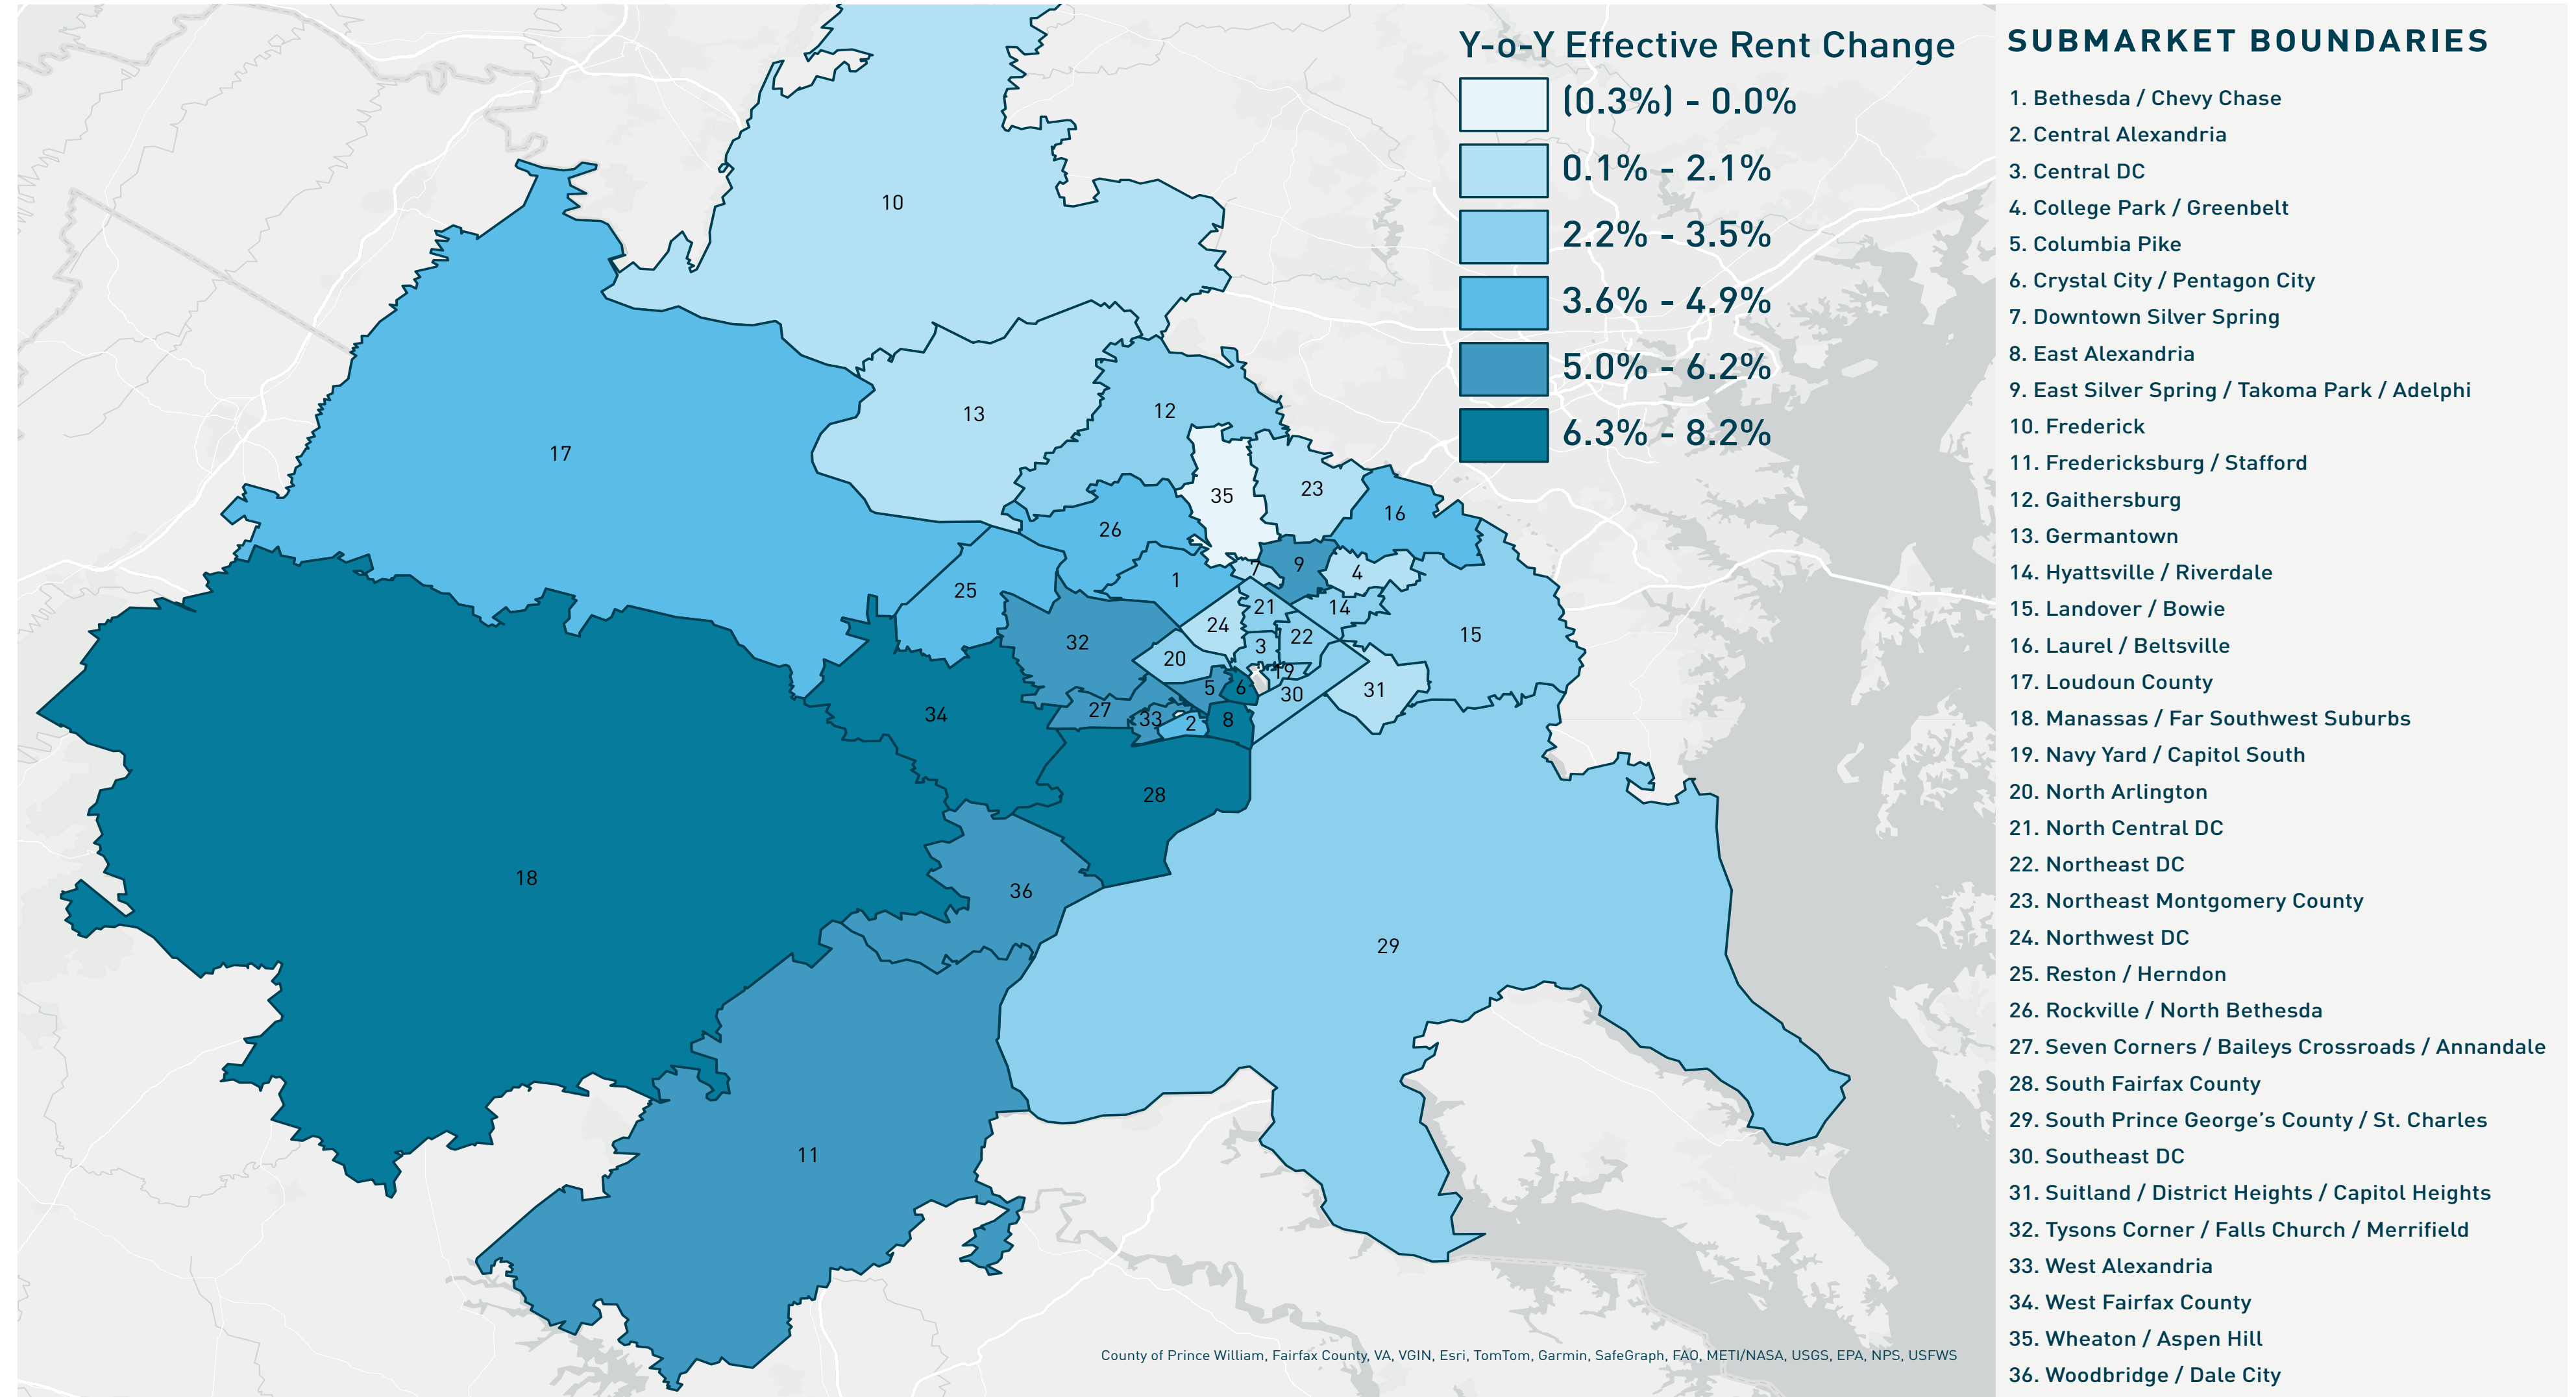 Y-o-Y Effective Rent Change
(0.3%) - 0.0%
0.1% - 2.1%
2.2% - 3.5%
3.6% - 4.9%
5.0% - 6.2%
6.3% - 8.2%
SUBMARKET BOUNDARIES
1. Bethesda / Chevy Chase
2. Central Alexandria
3. Central DC
4. College Park / Greenbelt
5. Columbia Pike
6. Crystal City / Pentagon City
7. Downtown Silver Spring
8. East Alexandria
9. East Silver Spring / Takoma Park / Adelphi
10. Frederick
11. Fredericksburg / Stafford
12. Gaithersburg
13. Germantown
14. Hyattsville / Riverdale
15. Landover / Bowie
16. Laurel / Beltsville
17. Loudoun County
18. Manassas / Far Southwest Suburbs
19. Navy Yard / Capitol South
20. North Arlington
21. North Central DC
22. Northeast DC
23. Northeast Montgomery County
24. Northwest DC
25. Reston / Herndon
26. Rockville / North Bethesda
27. Seven Corners / Baileys Crossroads / Annandale
28. South Fairfax County
29. South Prince George’s County / St. Charles
30. Southeast DC
31. Suitland / District Heights / Capitol Heights
32. Tysons Corner / Falls Church / Merrifield
33. West Alexandria
34. West Fairfax County
35. Wheaton / Aspen Hill
36. Woodbridge / Dale City
10
13
12
17
35
23
16
26
9
7
4
1
25
21
14
24
22
15
32
3
20
19
5
6
30
31
27
33
2
8
34
28
18
36
29
11
County of Prince William, Fairfax County, VA, VGIN, Esri, TomTom, Garmin, SafeGraph, FAO, METI/NASA, USGS, EPA, NPS, USFWS